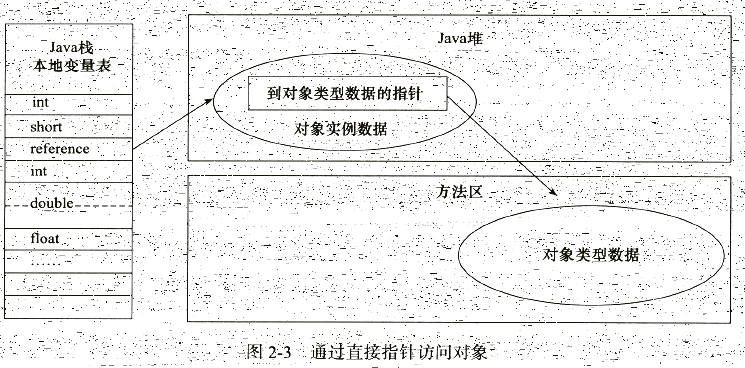 Java栈
本地变量表
int
short
reference
int
double
float
……
Java堆
到对象类型数据的指针
对象实例数据
方法区
对象类型数据
图 2-3 通过直接指针访问对象